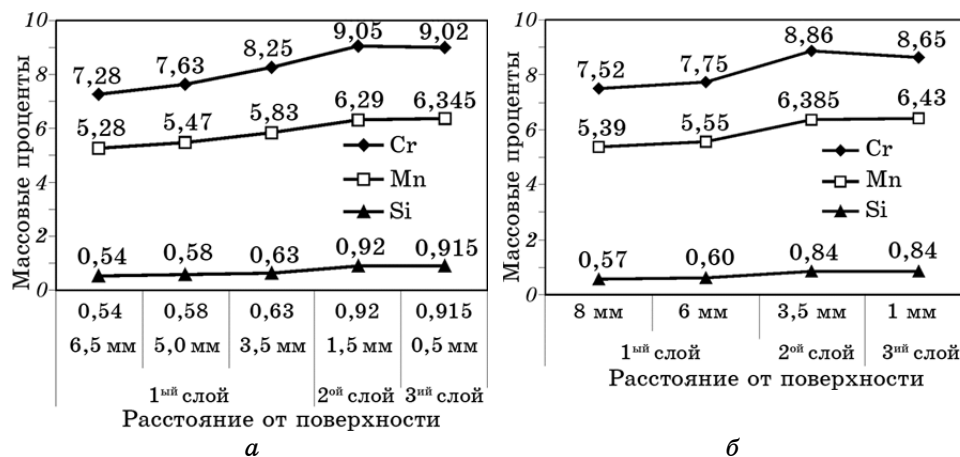 Массовые проценты
10
8
6
4
2
0
7,28 7,63 8,25 9,05 9,02
5,28 5,47 5,83 6,29 6,345
Cr
Mn
Si
0,54 0,58 0,63 0,92 0,915
0,54 0,58 0,63 0,92 0,915
6,5 мм 5,0 мм 3,5 мм 1,5 мм 0,5 мм
1ый слой 2ой слой 3ий слой
Расстояние от поверхности
а
Массовые проценты
10
8
6
4
2
0
7,52 7,75 8,86 8,65
5,39 5,55 6,385 6,43
Cr
Mn
Si
0,57 0,60 0,84 0,84
8 мм 6 мм 3,5 мм 1 мм
1ый слой 2ой слой 3ий слой
Расстояние от поверхности
б